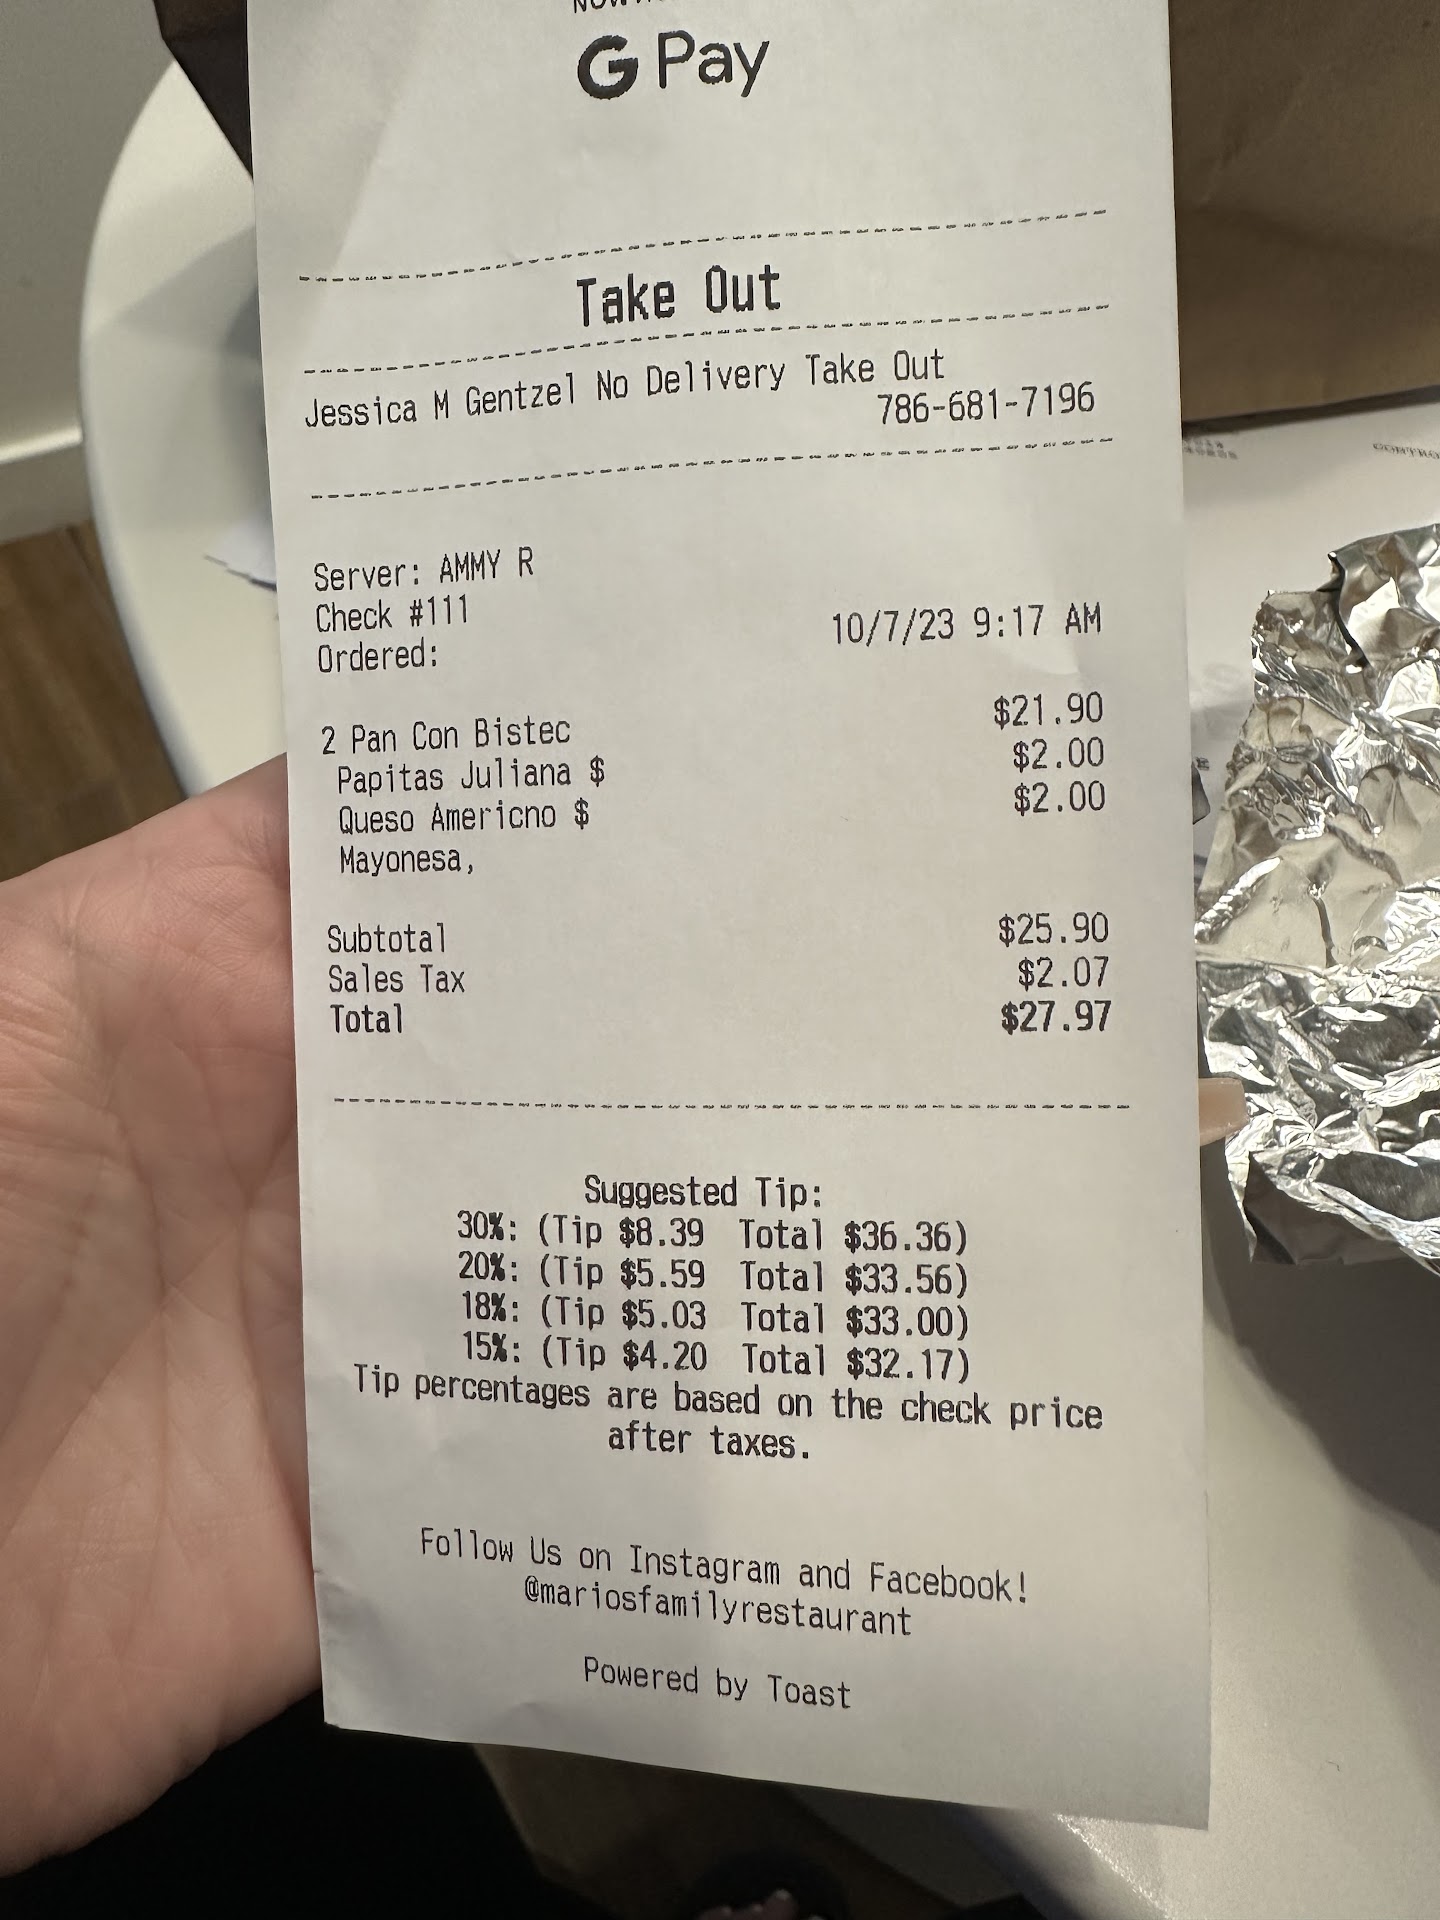 G Pay
Take Out
Jessica M Gentzel No Delivery Take Out
786-681-7196
Server: AMMY R
Check #111
Ordered: 10/7/23 9:17 AM
2 Pan Con Bistec $21.90
Papitas Juliana $ $2.00
Queso Americno $ $2.00
Mayonesa,
Subtotal $25.90
Sales Tax $2.07
Total $27.97
Suggested Tip:
30%: (Tip $8.39 Total $36.36)
20%: (Tip $5.59 Total $33.56)
18%: (Tip $5.03 Total $33.00)
15%: (Tip $4.20 Total $32.17)
Tip percentages are based on the check price
after taxes.
Follow Us on Instagram and Facebook!
@mariosfamilyrestaurant
Powered by Toast